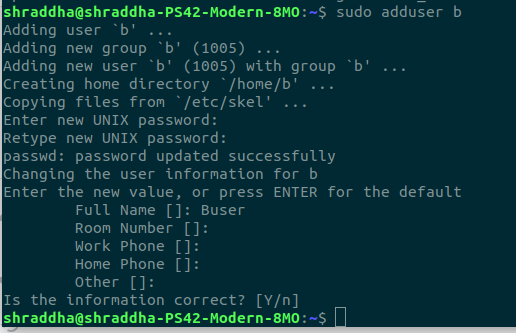 shraddha@shraddha-PS42-Modern-8MO:~$ sudo adduser b
Adding user `b' ...
Adding new group `b' (1005) ...
Adding new user `b' (1005) with group `b' ...
Creating home directory `/home/b' ...
Copying files from `/etc/skel' ...
Enter new UNIX password:
Retype new UNIX password:
passwd: password updated successfully
Changing the user information for b
Enter the new value, or press ENTER for the default
Full Name []: Buser
Room Number []:
Work Phone []:
Home Phone []:
Other []:
Is the information correct? [Y/n]
shraddha@shraddha-PS42-Modern-8MO:~$